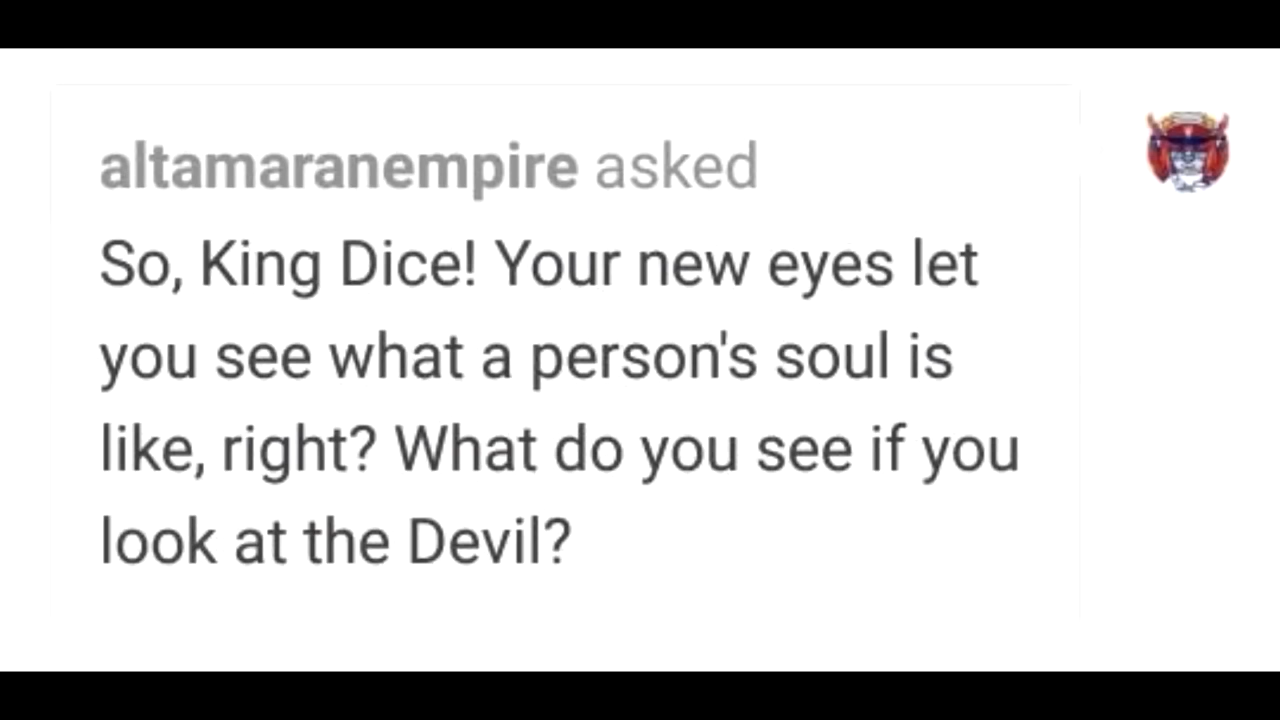 altamaranempire asked
So, King Dice! Your new eyes let
you see what a person's soul is
like, right? What do you see if you
look at the Devil?